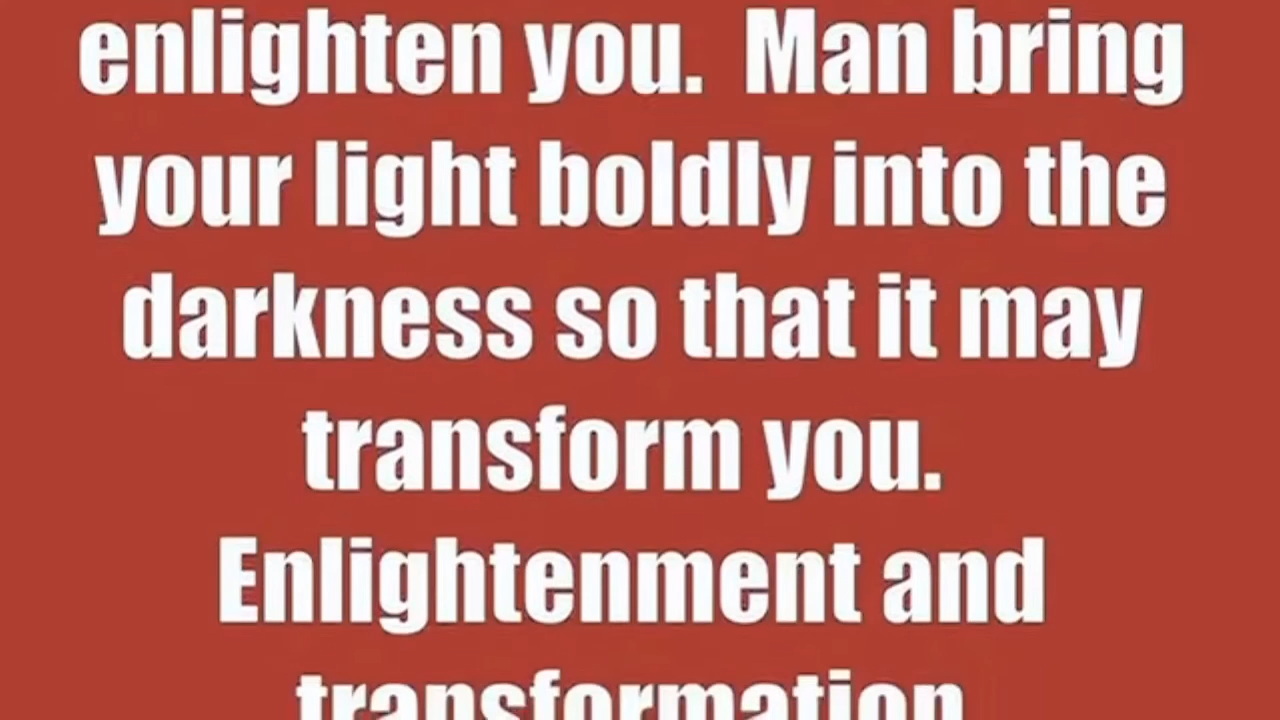 enlighten you.  Man bring
your light boldly into the
darkness so that it may
transform you.
Enlightenment and
transformation